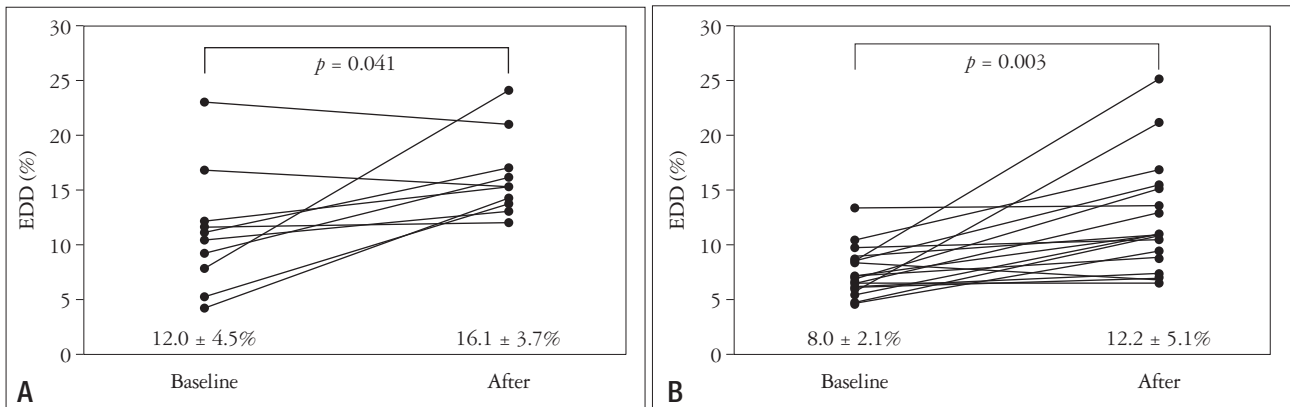 30
25
20
15
10
5
0
EDD (%)
p = 0.041
12.0 ± 4.5%
16.1 ± 3.7%
Baseline
After
A
30
25
20
15
10
5
0
EDD (%)
p = 0.003
8.0 ± 2.1%
12.2 ± 5.1%
Baseline
After
B